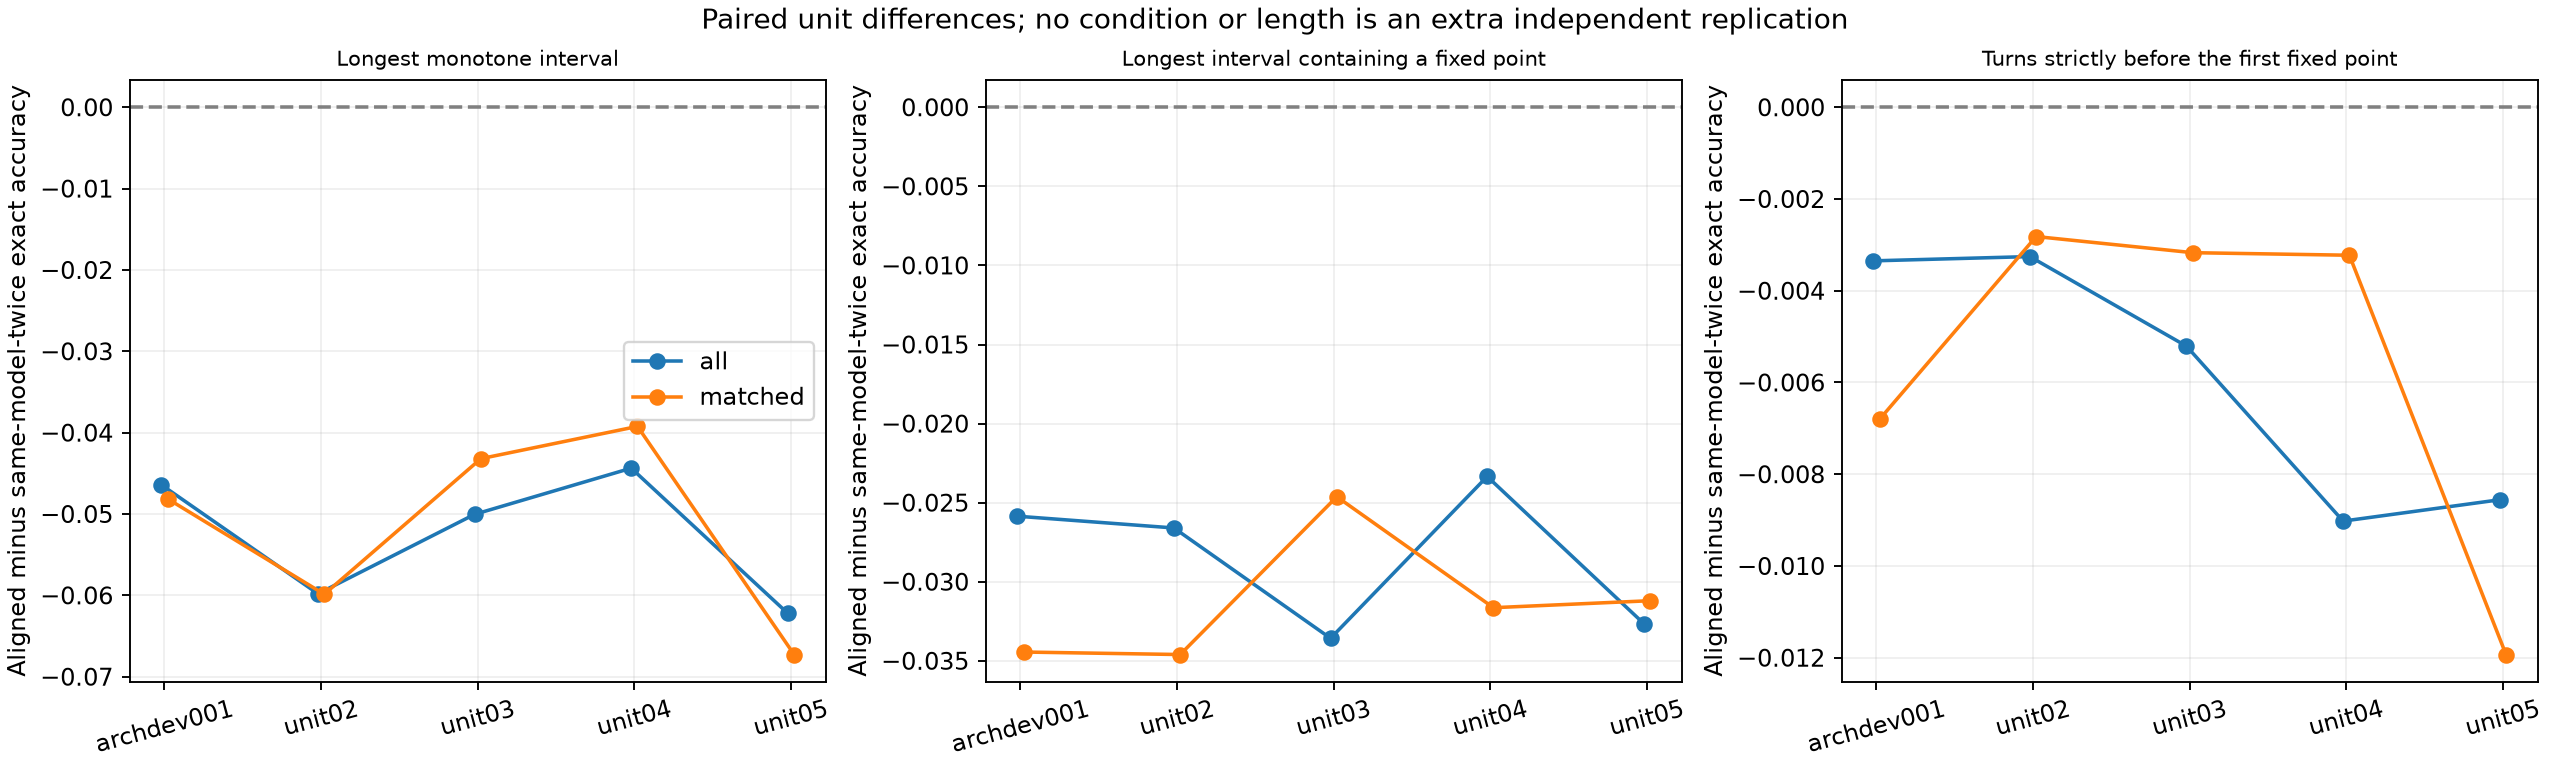 Paired unit differences; no condition or length is an extra independent replication
Longest monotone interval
Aligned minus same-model-twice exact accuracy
0.00
−0.01
−0.02
−0.03
−0.04
−0.05
−0.06
−0.07
all
matched
archdev001
unit02
unit03
unit04
unit05
Longest interval containing a fixed point
Aligned minus same-model-twice exact accuracy
0.000
−0.005
−0.010
−0.015
−0.020
−0.025
−0.030
−0.035
archdev001
unit02
unit03
unit04
unit05
Turns strictly before the first fixed point
Aligned minus same-model-twice exact accuracy
0.000
−0.002
−0.004
−0.006
−0.008
−0.010
−0.012
archdev001
unit02
unit03
unit04
unit05